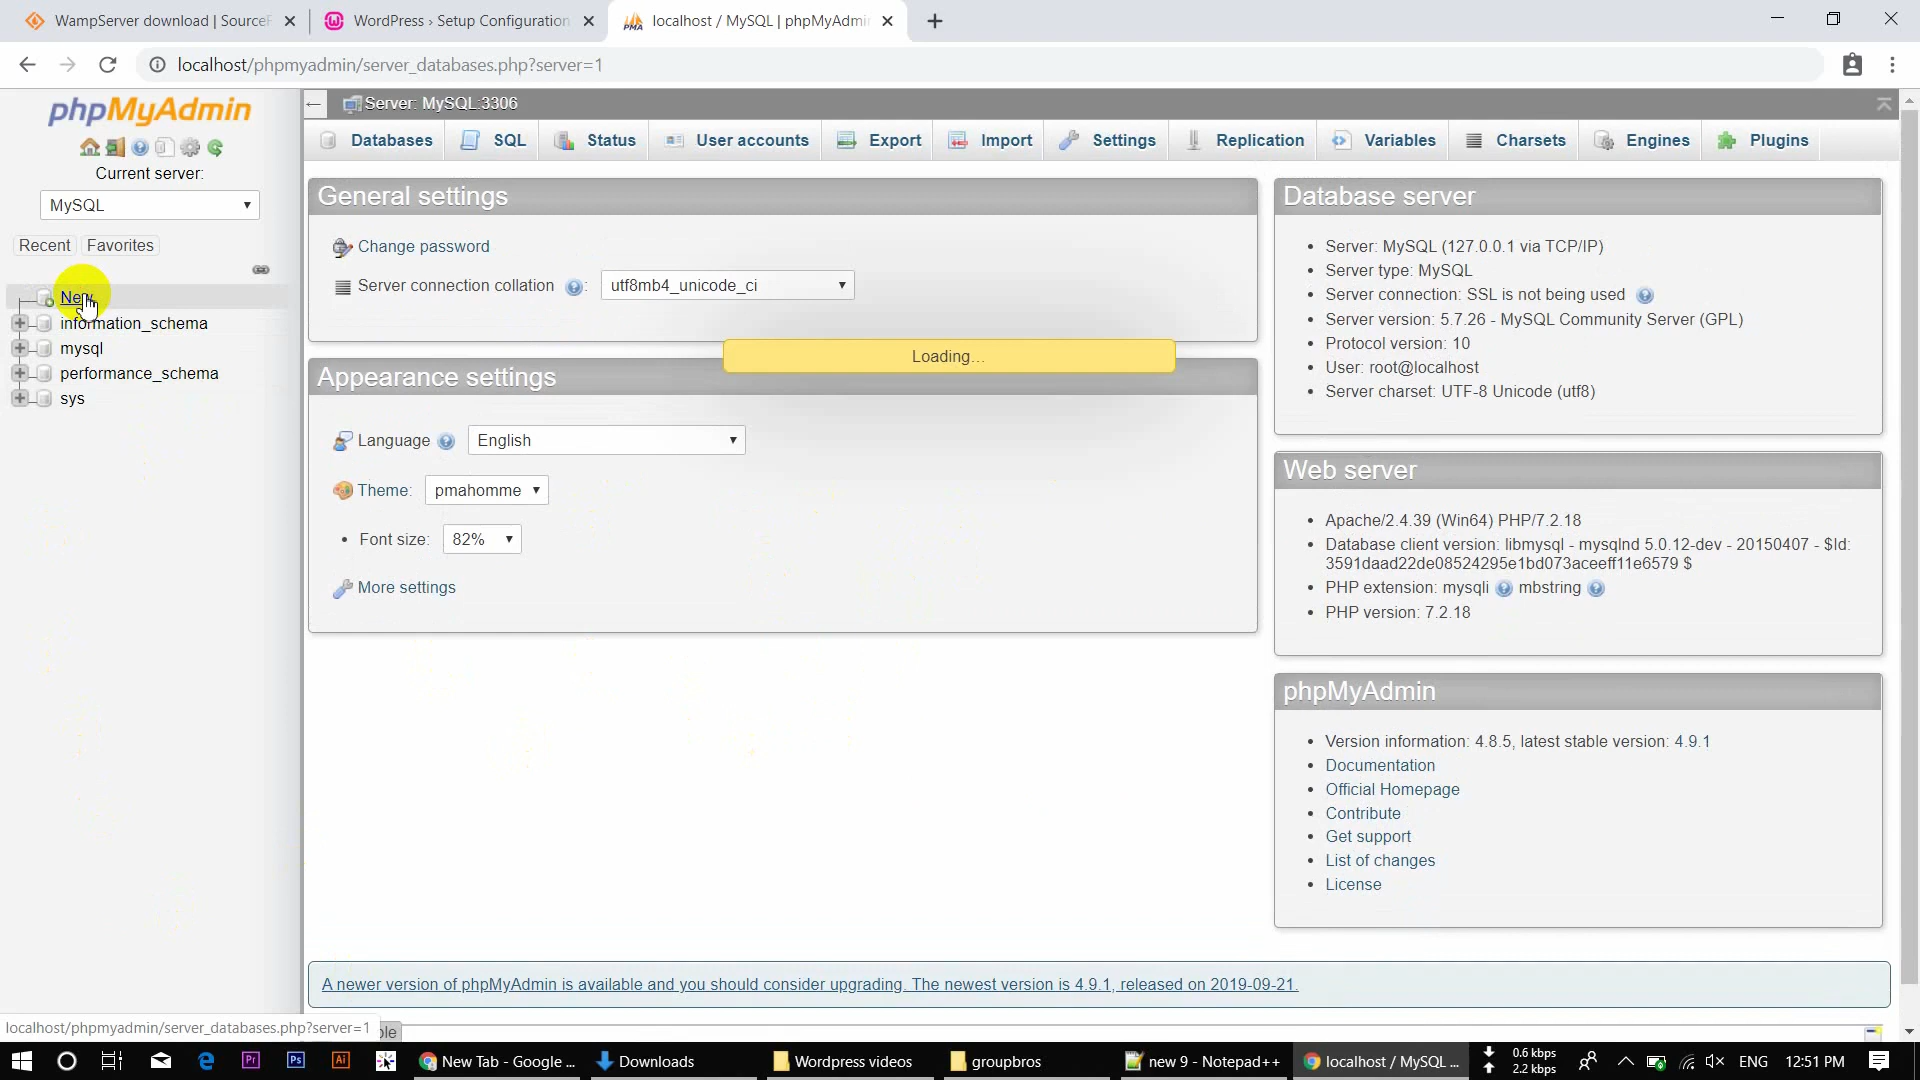 WampServer download | SourceF
WordPress › Setup Configuration
localhost / MySQL | phpMyAdmin
localhost/phpmyadmin/server_databases.php?server=1
phpMyAdmin
Current server:
MySQL
Recent Favorites
New
information_schema
mysql
performance_schema
sys
Server: MySQL:3306
Databases SQL Status User accounts Export Import Settings Replication Variables Charsets Engines Plugins
General settings
Change password
Server connection collation : utf8mb4_unicode_ci
Loading…
Appearance settings
Language English
Theme: pmahomme
Font size: 82%
More settings
Database server
Server: MySQL (127.0.0.1 via TCP/IP)
Server type: MySQL
Server connection: SSL is not being used
Server version: 5.7.26 - MySQL Community Server (GPL)
Protocol version: 10
User: root@localhost
Server charset: UTF-8 Unicode (utf8)
Web server
Apache/2.4.39 (Win64) PHP/7.2.18
Database client version: libmysql - mysqlnd 5.0.12-dev - 20150407 - $Id:
3591daad22de08524295e1bd073aceeff11e6579 $
PHP extension: mysqli mbstring
PHP version: 7.2.18
phpMyAdmin
Version information: 4.8.5, latest stable version: 4.9.1
Documentation
Official Homepage
Contribute
Get support
List of changes
License
A newer version of phpMyAdmin is available and you should consider upgrading. The newest version is 4.9.1, released on 2019-09-21.
localhost/phpmyadmin/server_databases.php?server=1
New Tab - Google ...
Downloads
Wordpress videos
groupbros
new 9 - Notepad++
localhost / MySQL ...
0.6 kbps
2.2 kbps
ENG
12:51 PM